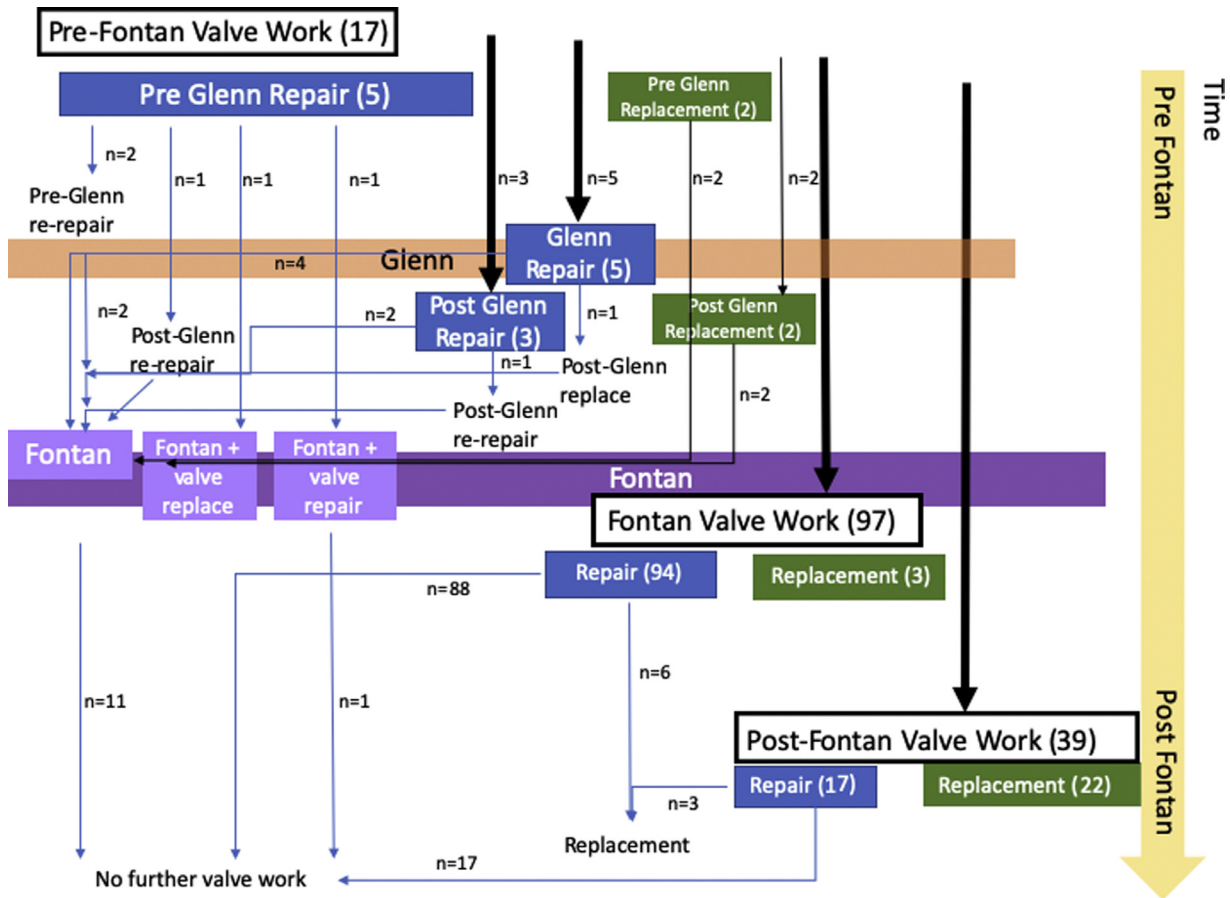 Pre-Fontan Valve Work (17)
Time
Pre Fontan
Pre Glenn Repair (5)
Pre Glenn
Replacement (2)
n=2
n=1
n=1
n=1
n=3
n=5
n=2
n=2
Pre-Glenn
re-repair
Glenn
Repair (5)
Glenn
n=4
n=2
Post-Glenn
re-repair
n=2
Post Glenn
Repair (3)
n=1
Post Glenn
Replacement (2)
n=1
Post-Glenn
replace
n=2
Post-Glenn
re-repair
Fontan
Fontan +
valve
replace
Fontan +
valve
repair
Fontan
Fontan Valve Work (97)
Repair (94)
Replacement (3)
n=88
n=6
n=11
n=1
Post Fontan
Post-Fontan Valve Work (39)
Repair (17)
Replacement (22)
n=3
Replacement
n=17
No further valve work